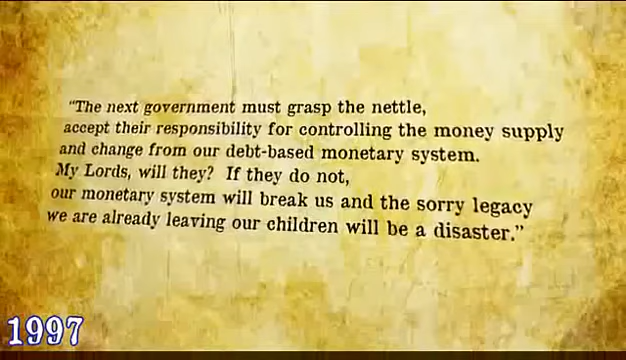 "The next government must grasp the nettle,
accept their responsibility for controlling the money supply
and change from our debt-based monetary system.
My Lords, will they? If they do not,
our monetary system will break us and the sorry legacy
we are already leaving our children will be a disaster."
1997